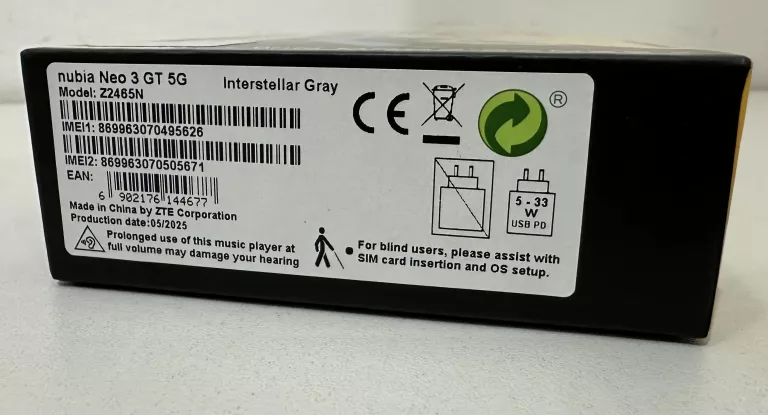 nubia Neo 3 GT 5G
Interstellar Gray
Model: Z2465N
IMEI1: 869963070495626
IMEI2: 869963070505671
EAN:
6 902176 144677
Made in China by ZTE Corporation
Production date:05/2025
Prolonged use of this music player at
full volume may damage your hearing
For blind users, please assist with
SIM card insertion and OS setup.
CE
®
5 - 33
W
USB PD